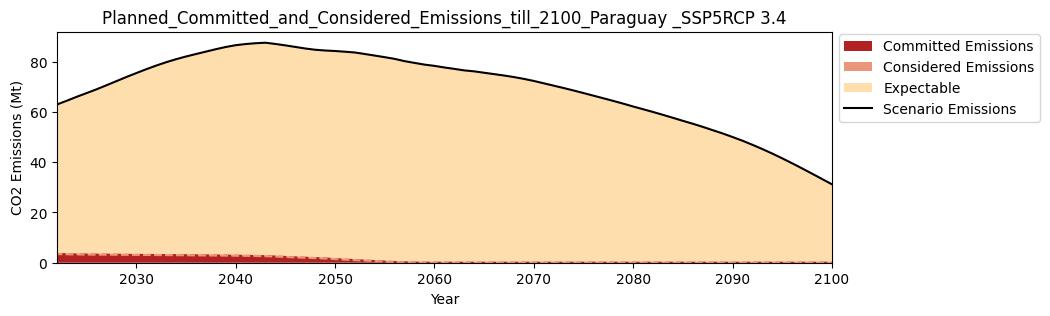 Planned_Committed_and_Considered_Emissions_till_2100_Paraguay _SSP5RCP 3.4
CO2 Emissions (Mt)
80
60
40
20
0
2030 2040 2050 2060 2070 2080 2090 2100
Year
Committed Emissions
Considered Emissions
Expectable
Scenario Emissions